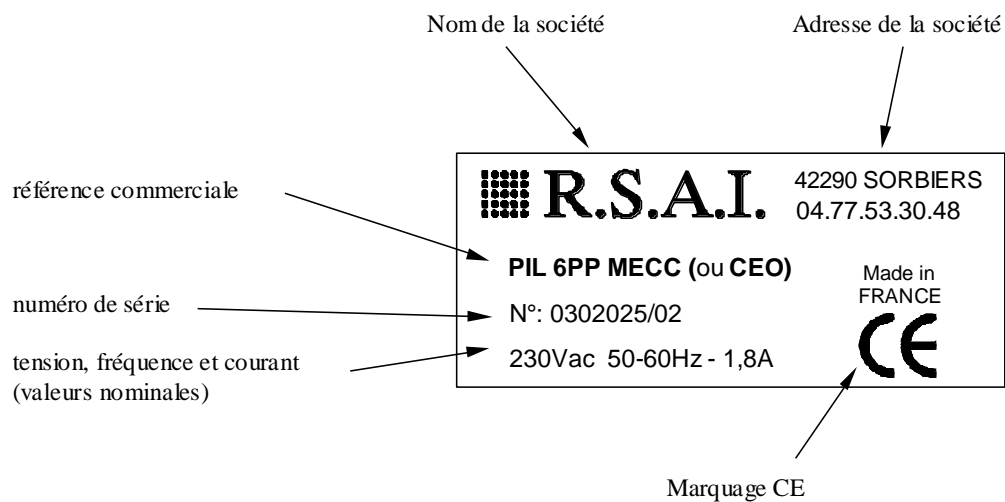 Nom de la société
Adresse de la société
référence commerciale
R.S.A.I.
42290 SORBIERS
04.77.53.30.48
PIL 6PP MECC (ou CEO)
Made in
FRANCE
numéro de série
N°: 0302025/02
tension, fréquence et courant
(valeurs nominales)
230Vac 50-60Hz - 1,8A
CE
Marquage CE